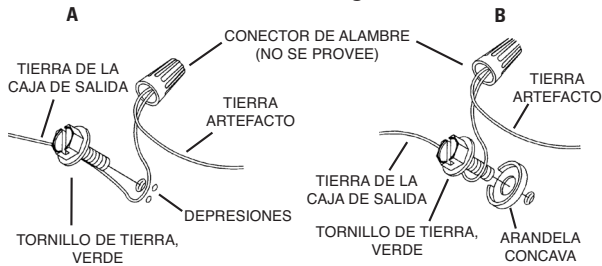 A
B
CONECTOR DE ALAMBRE
(NO SE PROVEE)
TIERRA DE LA
CAJA DE SALIDA
TIERRA
ARTEFACTO
TIERRA
ARTEFACTO
DEPRESIONES
TORNILLO DE TIERRA,
VERDE
TIERRA DE LA
CAJA DE SALIDA
TORNILLO DE TIERRA,
VERDE
ARANDELA
CONCAVA